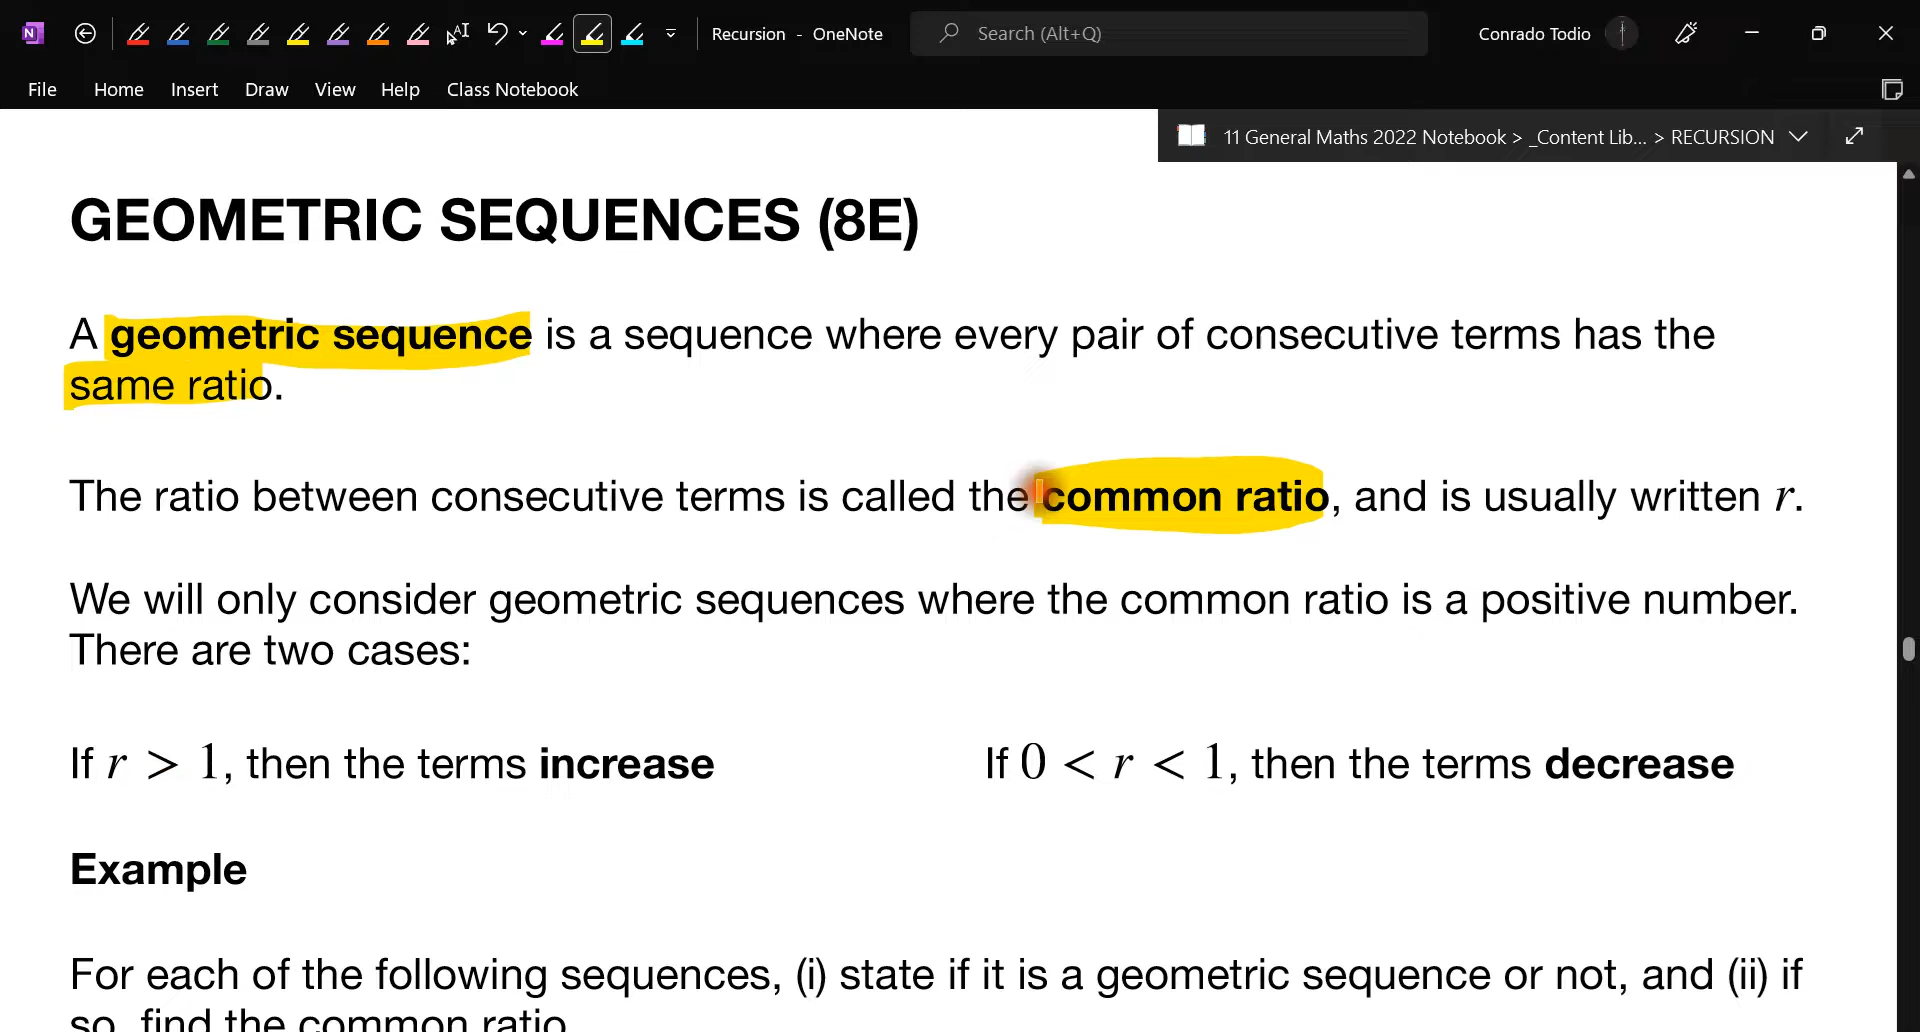 Recursion - OneNote
Search (Alt+Q)
Conrado Todio
File Home Insert Draw View Help Class Notebook
11 General Maths 2022 Notebook > _Content Lib... > RECURSION
GEOMETRIC SEQUENCES (8E)
A geometric sequence is a sequence where every pair of consecutive terms has the
same ratio.
The ratio between consecutive terms is called the common ratio, and is usually written r.
We will only consider geometric sequences where the common ratio is a positive number.
There are two cases:
If r > 1, then the terms increase
If 0 < r < 1, then the terms decrease
Example
For each of the following sequences, (i) state if it is a geometric sequence or not, and (ii) if
so, find the common ratio